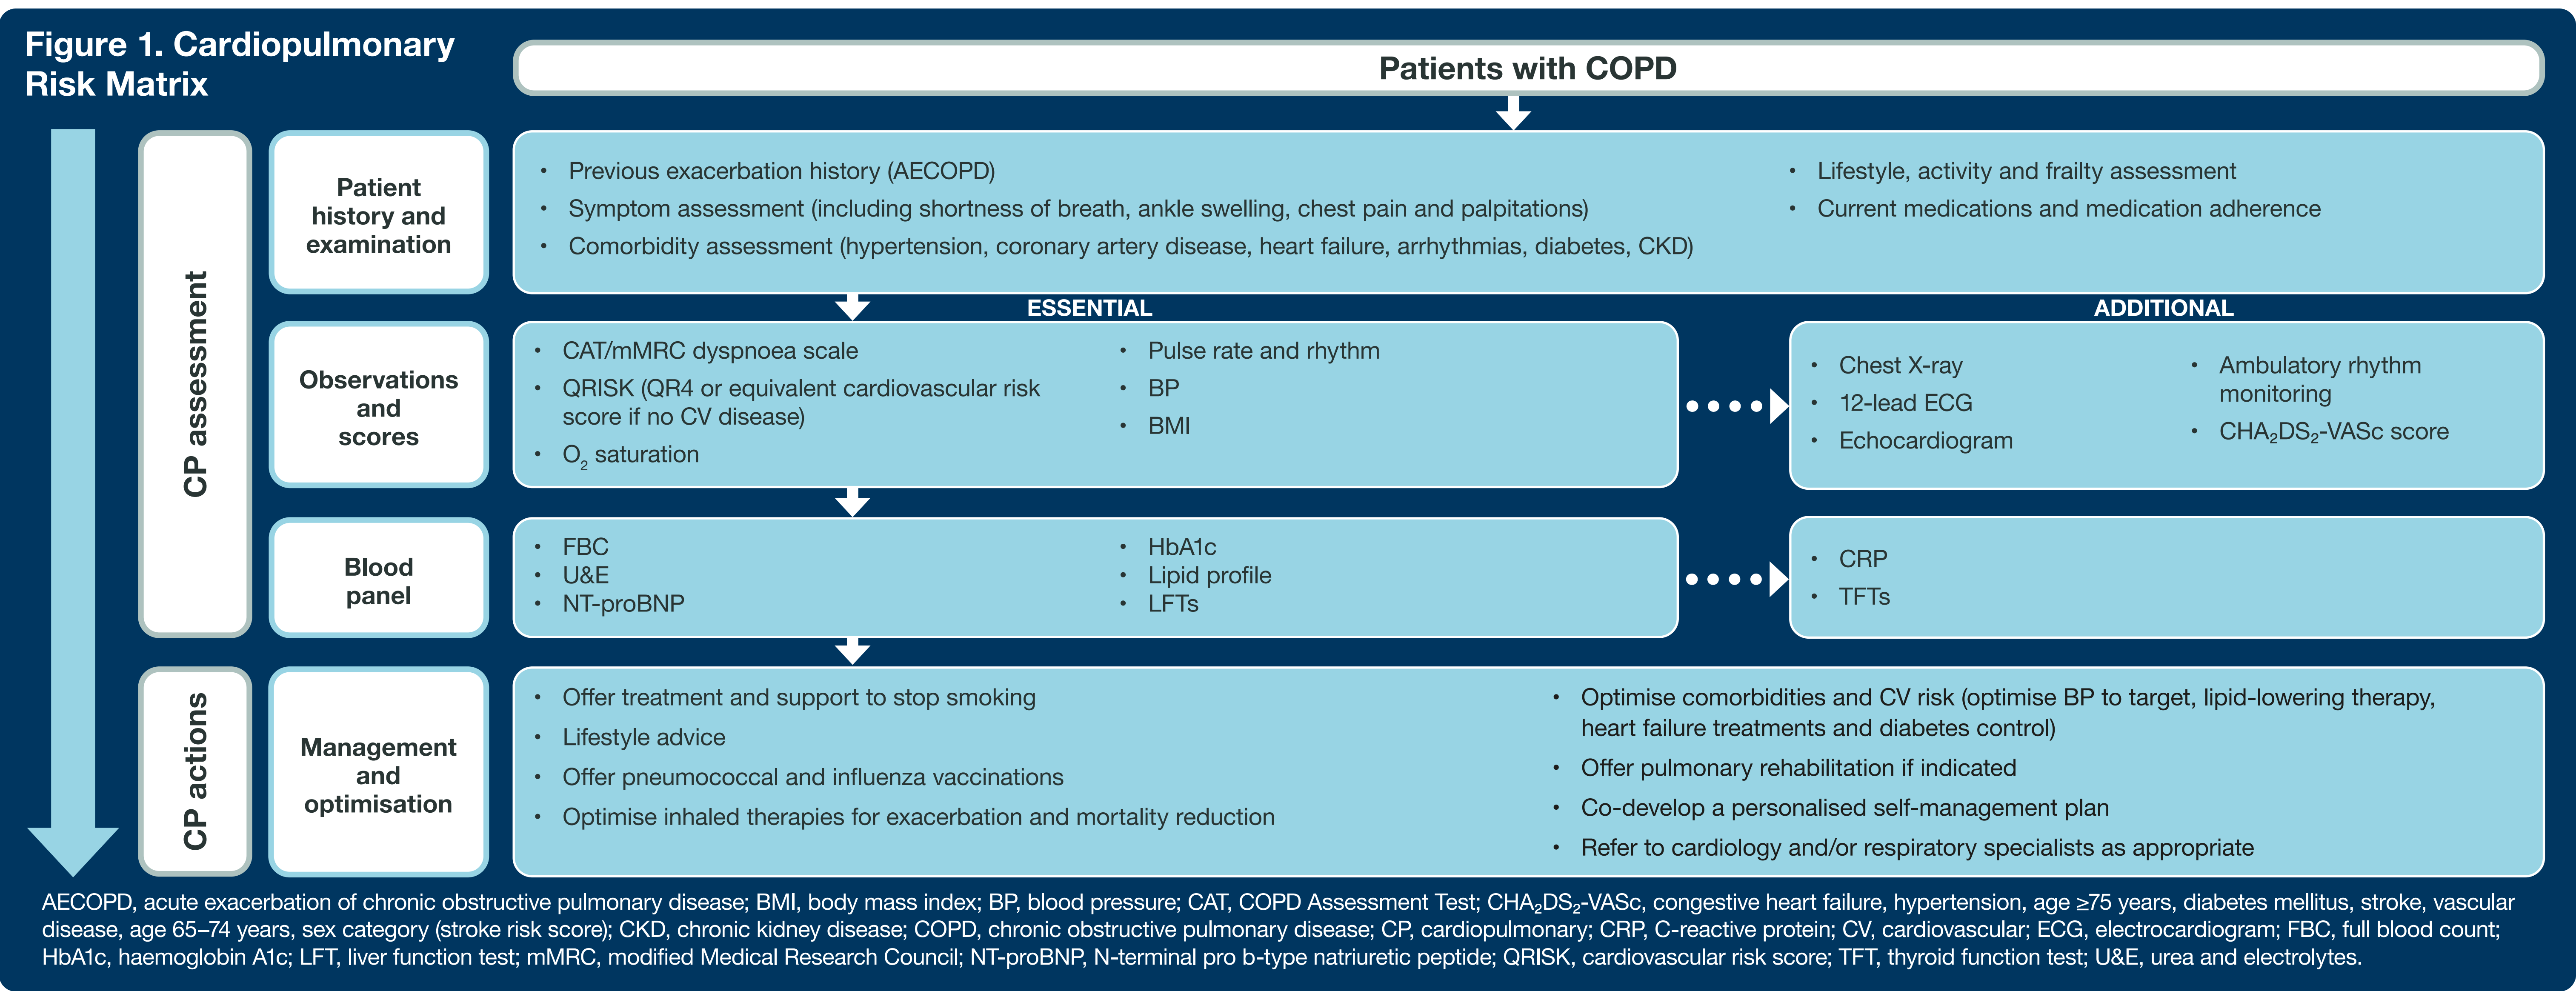 Figure 1. Cardiopulmonary
Risk Matrix
Patients with COPD
CP assessment
Patient
history and
examination
• Previous exacerbation history (AECOPD)
• Symptom assessment (including shortness of breath, ankle swelling, chest pain and palpitations)
• Comorbidity assessment (hypertension, coronary artery disease, heart failure, arrhythmias, diabetes, CKD)
• Lifestyle, activity and frailty assessment
• Current medications and medication adherence
ESSENTIAL
ADDITIONAL
Observations
and
scores
• CAT/mMRC dyspnoea scale
• QRISK (QR4 or equivalent cardiovascular risk
score if no CV disease)
• O₂ saturation
• Pulse rate and rhythm
• BP
• BMI
• Chest X-ray
• 12-lead ECG
• Echocardiogram
• Ambulatory rhythm
monitoring
• CHA₂DS₂-VASc score
Blood
panel
• FBC
• U&E
• NT-proBNP
• HbA1c
• Lipid profile
• LFTs
• CRP
• TFTs
CP actions
Management
and
optimisation
• Offer treatment and support to stop smoking
• Lifestyle advice
• Offer pneumococcal and influenza vaccinations
• Optimise inhaled therapies for exacerbation and mortality reduction
• Optimise comorbidities and CV risk (optimise BP to target, lipid-lowering therapy,
heart failure treatments and diabetes control)
• Offer pulmonary rehabilitation if indicated
• Co-develop a personalised self-management plan
• Refer to cardiology and/or respiratory specialists as appropriate
AECOPD, acute exacerbation of chronic obstructive pulmonary disease; BMI, body mass index; BP, blood pressure; CAT, COPD Assessment Test; CHA₂DS₂-VASc, congestive heart failure, hypertension, age ≥75 years, diabetes mellitus, stroke, vascular
disease, age 65–74 years, sex category (stroke risk score); CKD, chronic kidney disease; COPD, chronic obstructive pulmonary disease; CP, cardiopulmonary; CRP, C-reactive protein; CV, cardiovascular; ECG, electrocardiogram; FBC, full blood count;
HbA1c, haemoglobin A1c; LFT, liver function test; mMRC, modified Medical Research Council; NT-proBNP, N-terminal pro b-type natriuretic peptide; QRISK, cardiovascular risk score; TFT, thyroid function test; U&E, urea and electrolytes.